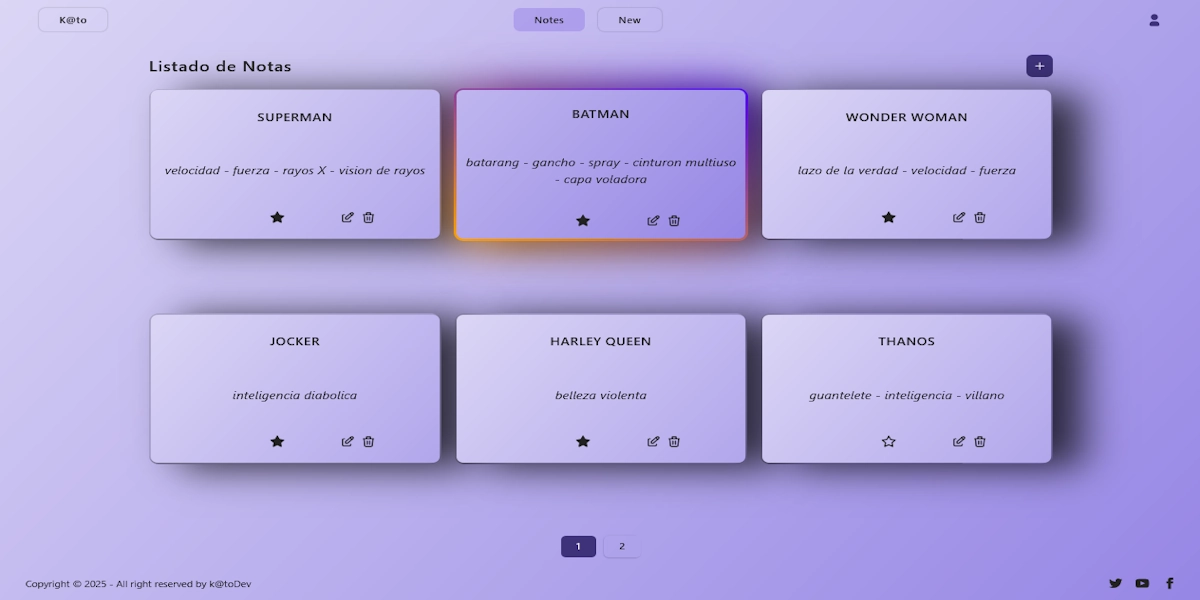 K@to
Notes
New
Listado de Notas
+
SUPERMAN
velocidad - fuerza - rayos X - vision de rayos
BATMAN
batarang - gancho - spray - cinturon multiuso
- capa voladora
WONDER WOMAN
lazo de la verdad - velocidad - fuerza
JOCKER
inteligencia diabolica
HARLEY QUEEN
belleza violenta
THANOS
guantelete - inteligencia - villano
1
2
Copyright © 2025 - All right reserved by k@toDev